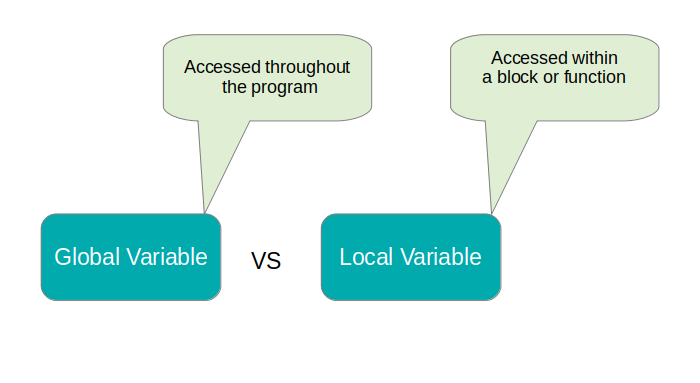 Accessed throughout
the program
Accessed within
a block or function
Global Variable
VS
Local Variable